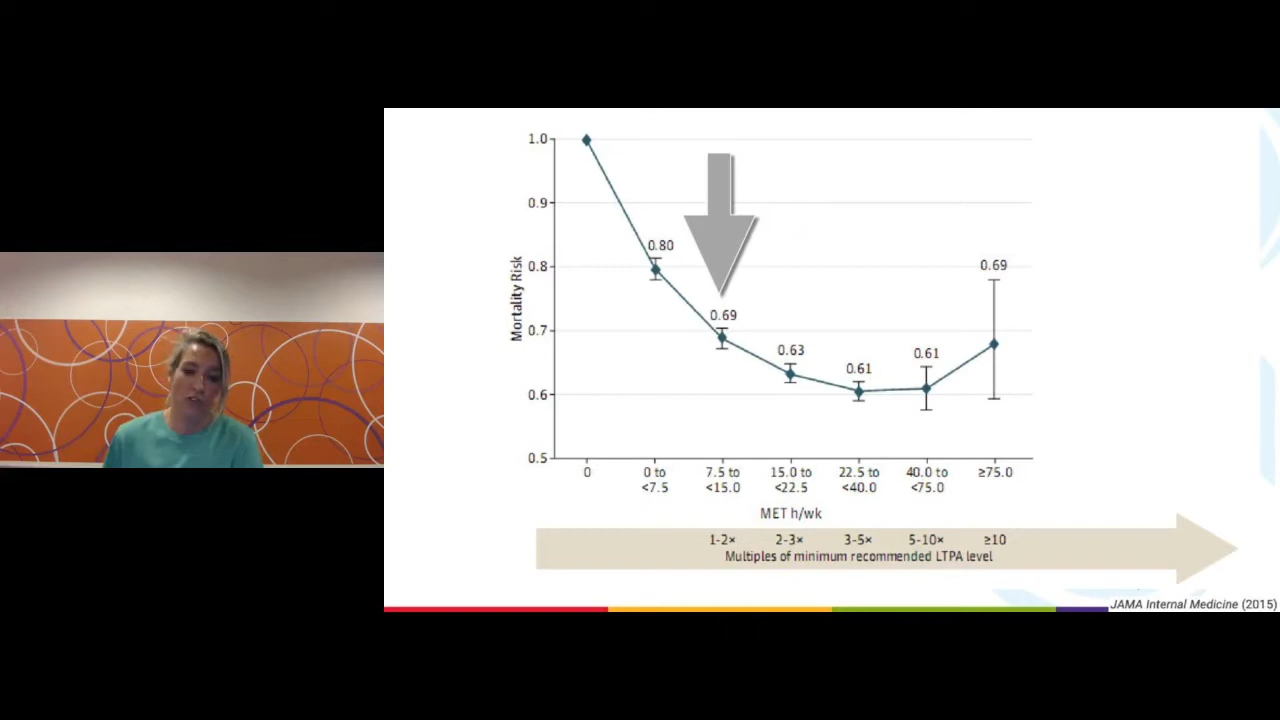 1.0
0.9
0.8
0.7
0.6
0.5
Mortality Risk
0.80
0.69
0.63
0.61
0.61
0.69
0
0 to
<7.5
7.5 to
<15.0
15.0 to
<22.5
22.5 to
<40.0
40.0 to
<75.0
≥75.0
MET h/wk
1-2× 2-3× 3-5× 5-10× ≥10
Multiples of minimum recommended LTPA level
JAMA Internal Medicine (2015)